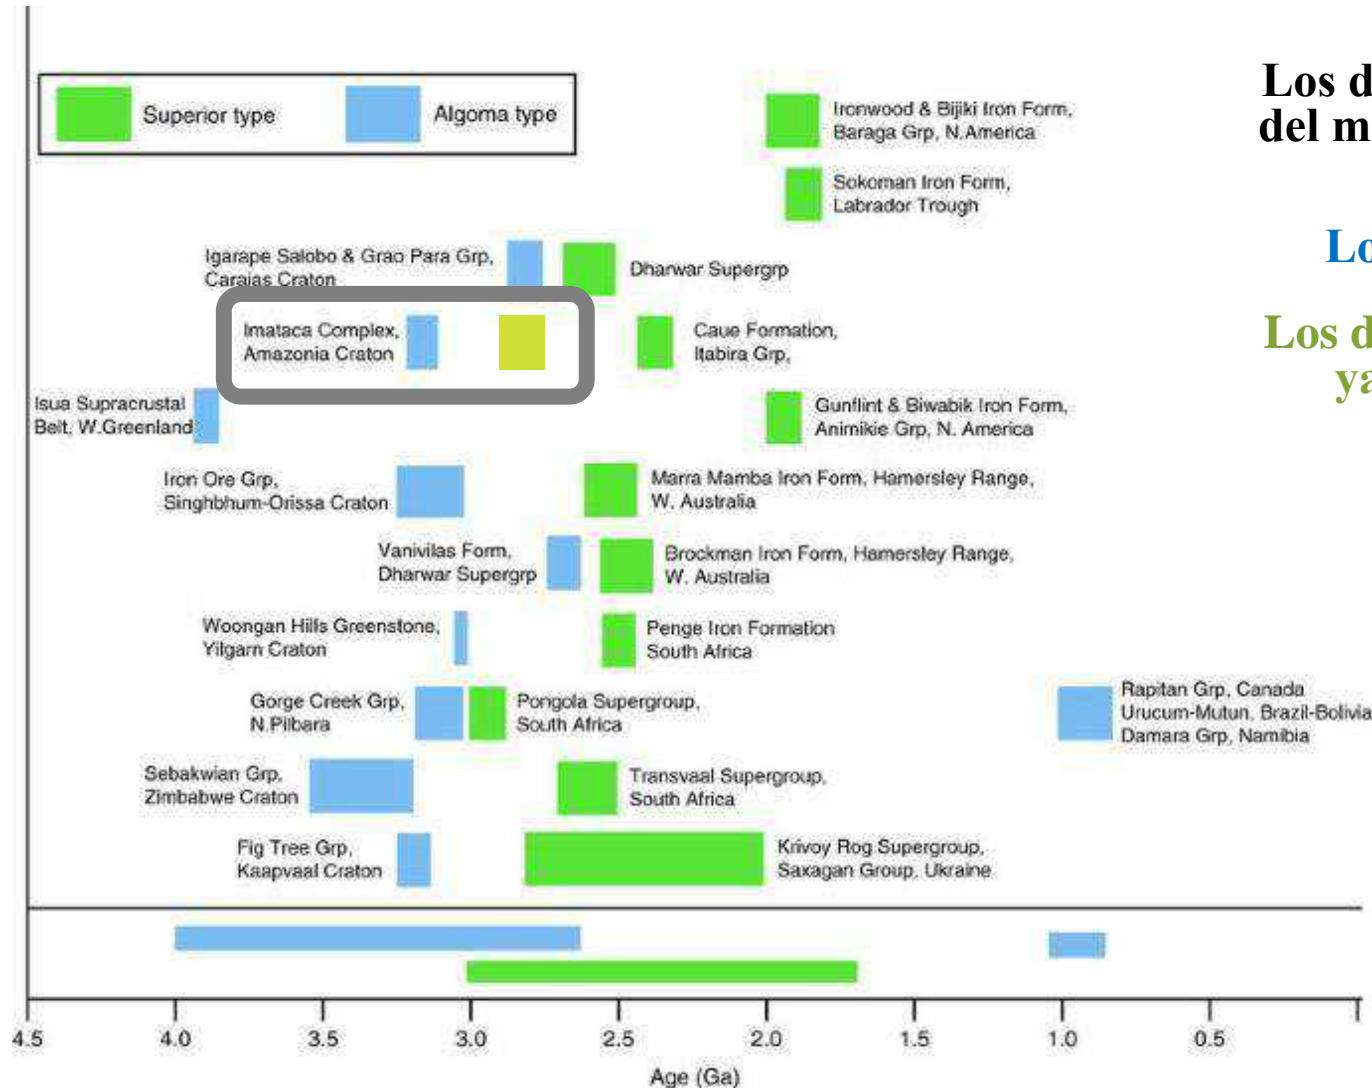 Superior type
Algoma type
Ironwood & Bijiki Iron Form,
Baraga Grp, N.America
Sokoman Iron Form,
Labrador Trough
Igarape Salobo & Grao Para Grp,
Carajas Craton
Dharwar Supergrp
Imataca Complex,
Amazonia Craton
Caue Formation,
Itabira Grp,
Isua Supracrustal
Belt, W.Greenland
Gunflint & Biwabik Iron Form,
Animikie Grp, N. America
Iron Ore Grp,
Singhbhum-Orissa Craton
Marra Mamba Iron Form, Hamersley Range,
W. Australia
Vanivilas Form,
Dharwar Supergrp
Brockman Iron Form, Hamersley Range,
W. Australia
Woongan Hills Greenstone,
Yilgarn Craton
Penge Iron Formation
South Africa
Gorge Creek Grp,
N.Pilbara
Pongola Supergroup,
South Africa
Rapitan Grp, Canada
Urucum-Mutun, Brazil-Bolivia
Damara Grp, Namibia
Sebakwian Grp,
Zimbabwe Craton
Transvaal Supergroup,
South Africa
Fig Tree Grp,
Kaapvaal Craton
Krivoy Rog Supergroup,
Saxagan Group, Ukraine
4.5 4.0 3.5 3.0 2.5 2.0 1.5 1.0 0.5
Age (Ga)
Los d
del m
Lo
Los d
ya